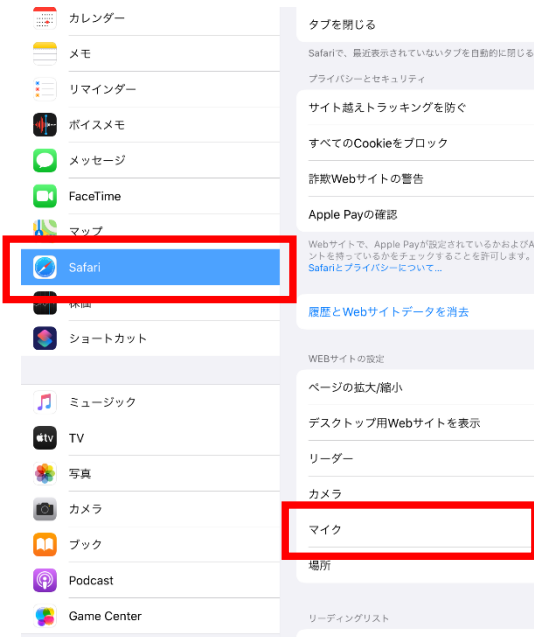 カレンダー
メモ
リマインダー
ボイスメモ
メッセージ
FaceTime
マップ
Safari
株価
ショートカット
ミュージック
tv
TV
写真
カメラ
ブック
Podcast
Game Center
タブを閉じる
Safariで、最近表示されていないタブを自動的に閉じる
プライバシーとセキュリティ
サイト越えトラッキングを防ぐ
すべてのCookieをブロック
詐欺Webサイトの警告
Apple Payの確認
Webサイトで、Apple Payが設定されているかおよびA
ントを持っているかをチェックすることを許可します。
Safariとプライバシーについて...
履歴とWebサイトデータを消去
WEBサイトの設定
ページの拡大/縮小
デスクトップ用Webサイトを表示
リーダー
カメラ
マイク
場所
リーディングリスト